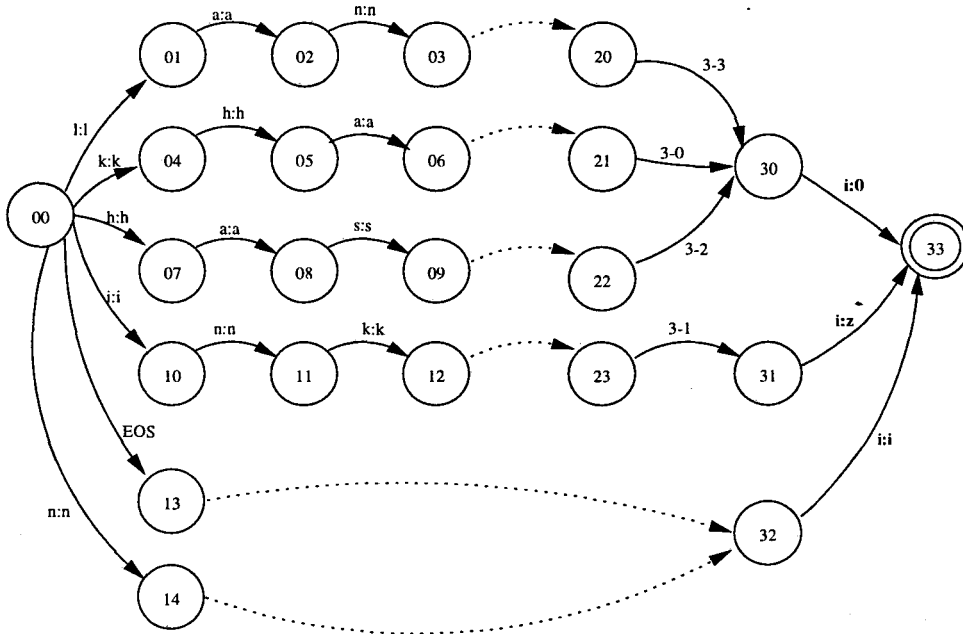 a:a n:n
01 02 03 20
3-3
l:l
h:h a:a
k:k 04 05 06 21 3-0 30
i:0
00
h:h a:a s:s 33
07 08 09 22 3-2
i:i n:n k:k 3-1 i:z
10 11 12 23 31
EOS i:i
13
n:n 32
14